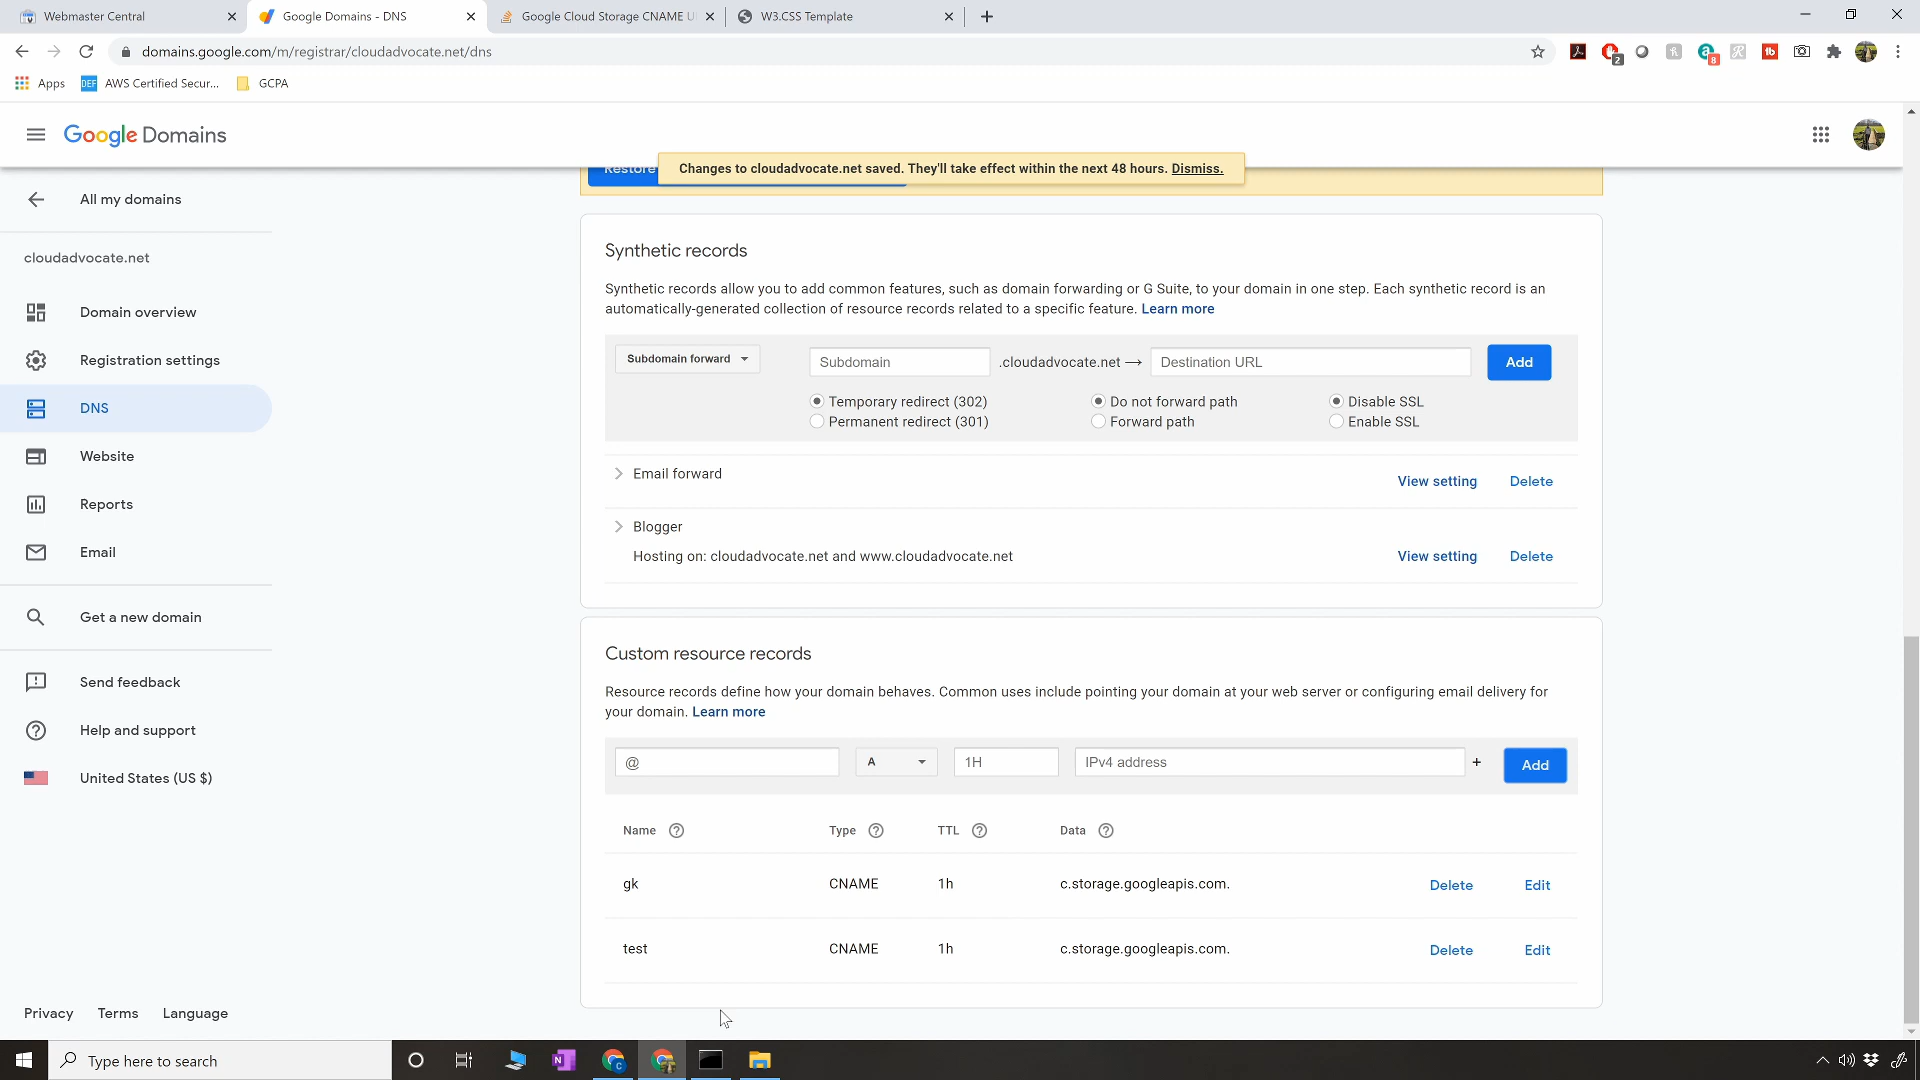 Webmaster Central
Google Domains - DNS
Google Cloud Storage CNAME U
W3.CSS Template
domains.google.com/m/registrar/cloudadvocate.net/dns
2
8
Apps
DEF
AWS Certified Secur...
GCPA
Google Domains
Restore
Changes to cloudadvocate.net saved. They'll take effect within the next 48 hours. Dismiss.
All my domains
cloudadvocate.net
Domain overview
Registration settings
DNS
Website
Reports
Email
Get a new domain
Send feedback
Help and support
United States (US $)
Privacy Terms Language
Synthetic records
Synthetic records allow you to add common features, such as domain forwarding or G Suite, to your domain in one step. Each synthetic record is an
automatically-generated collection of resource records related to a specific feature. Learn more
Subdomain forward
Subdomain
.cloudadvocate.net →
Destination URL
Add
Temporary redirect (302)
Do not forward path
Disable SSL
Permanent redirect (301)
Forward path
Enable SSL
Email forward
View setting
Delete
Blogger
Hosting on: cloudadvocate.net and www.cloudadvocate.net
View setting
Delete
Custom resource records
Resource records define how your domain behaves. Common uses include pointing your domain at your web server or configuring email delivery for
your domain. Learn more
@
A
1H
IPv4 address
+
Add
Name ? Type ? TTL ? Data ?
gk CNAME 1h c.storage.googleapis.com. Delete Edit
test CNAME 1h c.storage.googleapis.com. Delete Edit
Type here to search